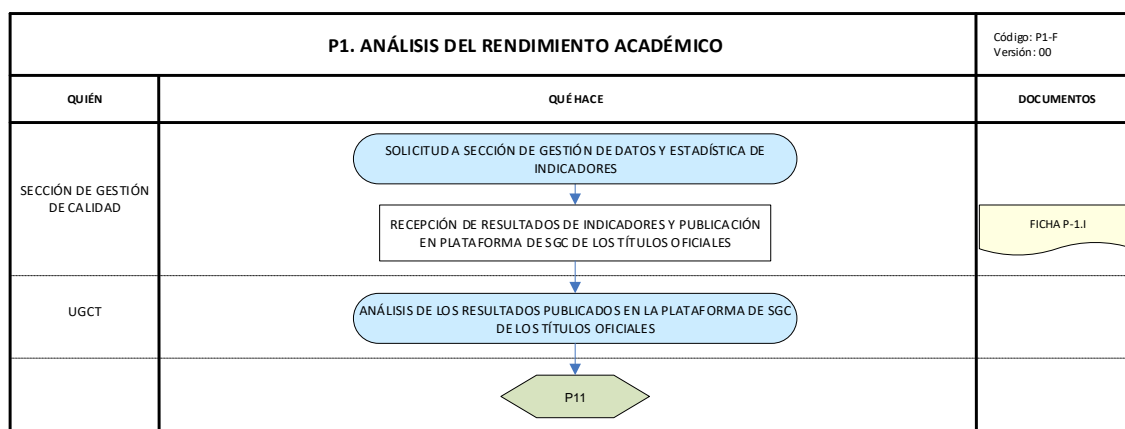 P1. ANÁLISIS DEL RENDIMIENTO ACADÉMICO
Código: P1-F
Versión: 00
QUIÉN
QUÉ HACE
DOCUMENTOS
SECCIÓN DE GESTIÓN
DE CALIDAD
SOLICITUD A SECCIÓN DE GESTIÓN DE DATOS Y ESTADÍSTICA DE
INDICADORES
RECEPCIÓN DE RESULTADOS DE INDICADORES Y PUBLICACIÓN
EN PLATAFORMA DE SGC DE LOS TÍTULOS OFICIALES
FICHA P-1.I
UGCT
ANÁLISIS DE LOS RESULTADOS PUBLICADOS EN LA PLATAFORMA DE SGC
DE LOS TÍTULOS OFICIALES
P11